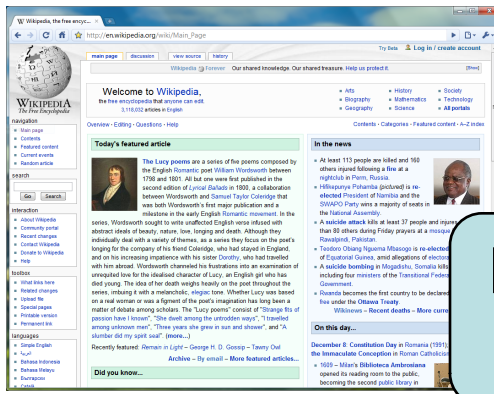 Wikipedia, the free encyc...
http://en.wikipedia.org/wiki/Main_Page
Try Beta Log in / create account
main page discussion view source history
Wikipedia Forever Our shared knowledge. Our shared treasure. Help us protect it. [Show]
WIKIPEDIA
The Free Encyclopedia
navigation
Main page
Contents
Featured content
Current events
Random article
search
Go Search
interaction
About Wikipedia
Community portal
Recent changes
Contact Wikipedia
Donate to Wikipedia
Help
toolbox
What links here
Related changes
Upload file
Special pages
Printable version
Permanent link
languages
Simple English
العربية
Bahasa Indonesia
Bahasa Melayu
Български
Català
Welcome to Wikipedia,
the free encyclopedia that anyone can edit.
3,116,032 articles in English
Arts
Biography
Geography
History
Mathematics
Science
Society
Technology
All portals
Overview · Editing · Questions · Help
Contents · Categories · Featured content · A–Z index
Today's featured article
The Lucy poems are a series of five poems composed by
the English Romantic poet William Wordsworth between
1798 and 1801. All but one were first published in the
second edition of Lyrical Ballads in 1800, a collaboration
between Wordsworth and Samuel Taylor Coleridge that
was both Wordsworth's first major publication and a
milestone in the early English Romantic movement. In the
series, Wordsworth sought to write unaffected English verse infused with
abstract ideals of beauty, nature, love, longing and death. Although they
individually deal with a variety of themes, as a series they focus on the poet's
longing for the company of his friend Coleridge, who had stayed in England,
and on his increasing impatience with his sister Dorothy, who had travelled
with him abroad. Wordsworth channeled his frustrations into an examination of
unrequited love for the idealised character of Lucy, an English girl who has
died young. The idea of her death weighs heavily on the poet throughout the
series, imbuing it with a melancholic, elegiac tone. Whether Lucy was based
on a real woman or was a figment of the poet's imagination has long been a
matter of debate among scholars. The "Lucy poems" consist of "Strange fits of
passion have I known", "She dwelt among the untrodden ways", "I travelled
among unknown men", "Three years she grew in sun and shower", and "A
slumber did my spirit seal". (more...)
Recently featured: Remain in Light – George H. D. Gossip – Tawny Owl
Archive – By email – More featured articles...
Did you know...
In the news
At least 113 people are killed and 160
others injured following a fire at a
nightclub in Perm, Russia.
Hifikepunye Pohamba (pictured) is re-
elected President of Namibia and the
SWAPO Party wins a majority of seats in
the National Assembly.
A suicide attack kills at least 37 people and injures
than 80 others during Friday prayers at a mosque
Rawalpindi, Pakistan.
Teodoro Obiang Nguema Mbasogo is re-elected
of Equatorial Guinea, amid allegations of electora
A suicide bombing in Mogadishu, Somalia kills
including four ministers of the Transitional Federa
Government.
Rwanda becomes the first country to be declared
free under the Ottawa Treaty.
Wikinews – Recent deaths – More curre
On this day...
December 8: Constitution Day in Romania (1991);
the Immaculate Conception in Roman Catholicism
1609 – Milan's Biblioteca Ambrosiana
opened its reading room to the public,
becoming the second public library in